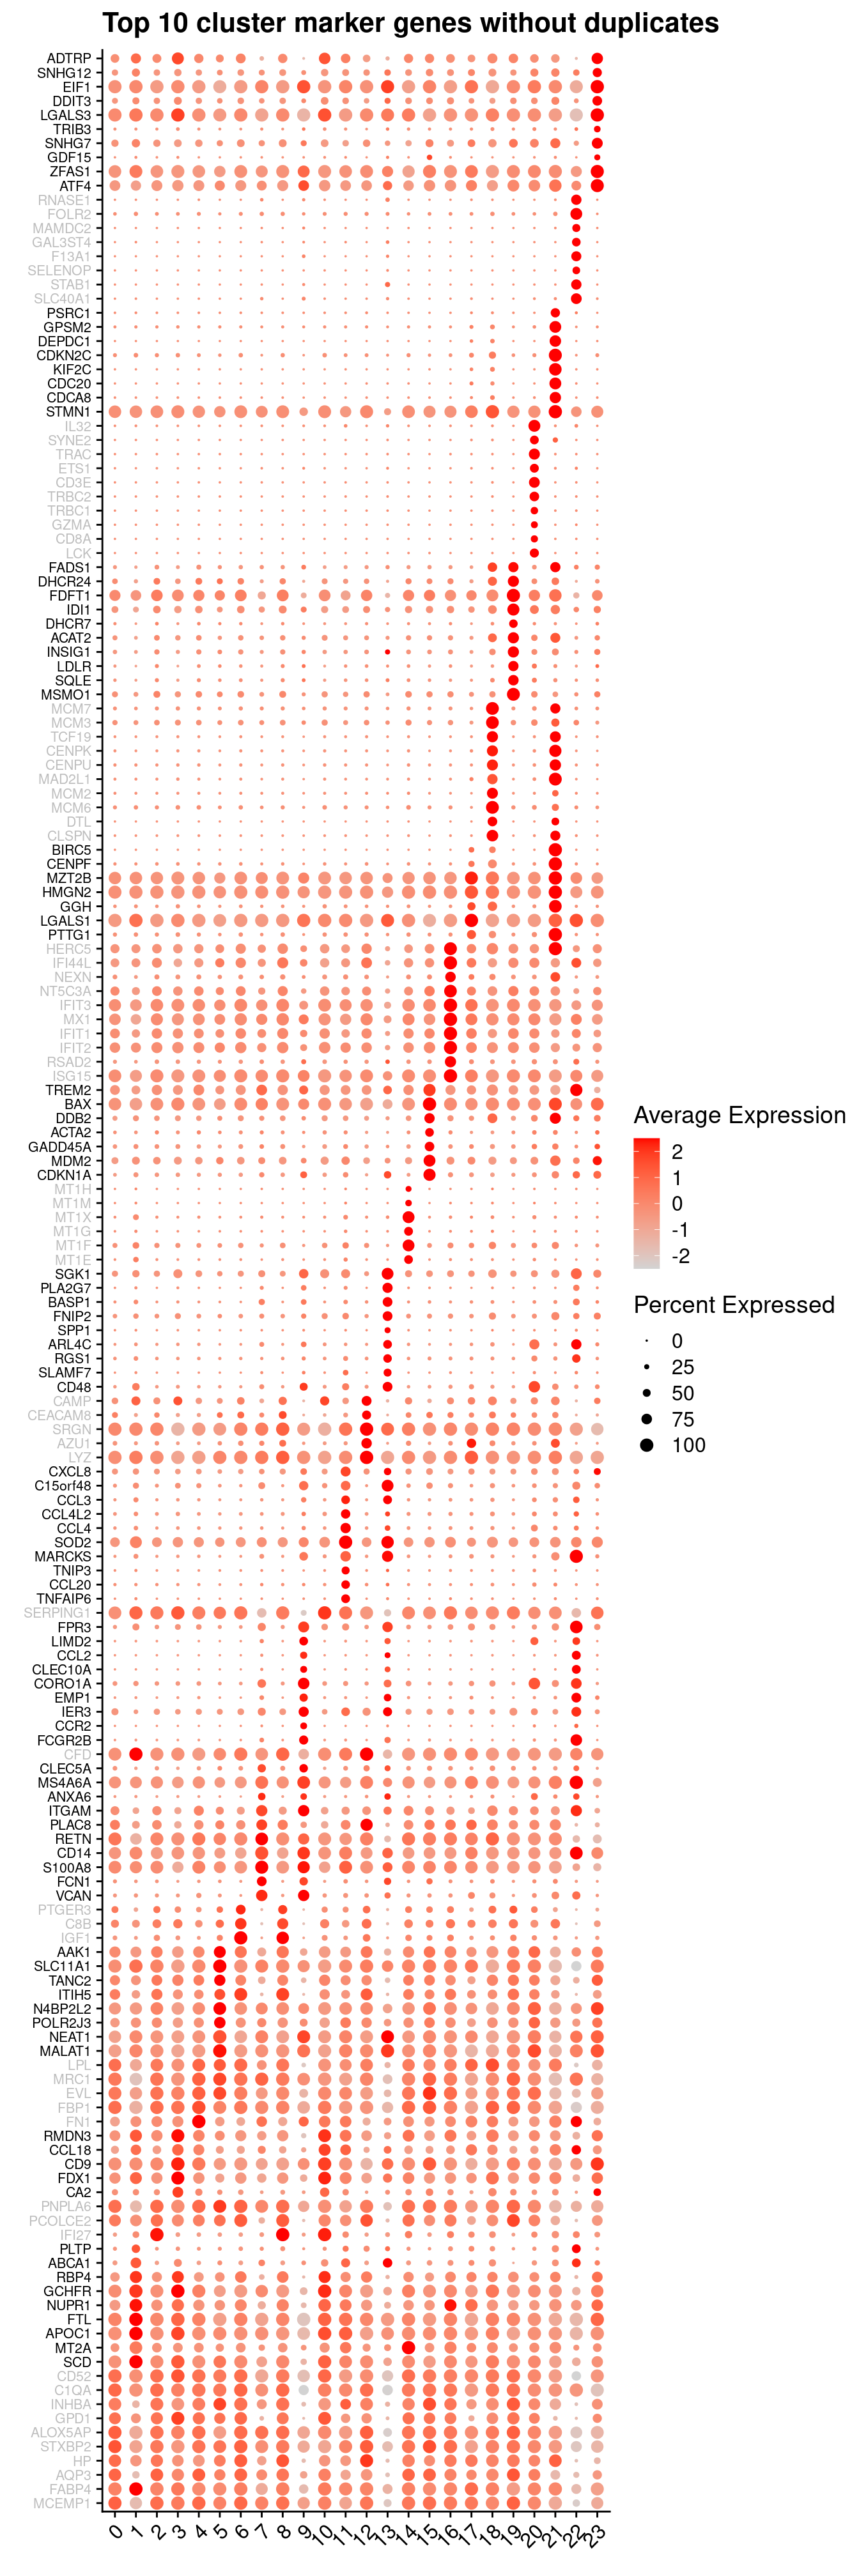 Top 10 cluster marker genes without duplicates
ADTRP
SNHG12
EIF1
DDIT3
LGALS3
TRIB3
SNHG7
GDF15
ZFAS1
ATF4
RNASE1
FOLR2
MAMDC2
GAL3ST4
F13A1
SELENOP
STAB1
SLC40A1
PSRC1
GPSM2
DEPDC1
CDKN2C
KIF2C
CDC20
CDCA8
STMN1
IL32
SYNE2
TRAC
ETS1
CD3E
TRBC2
TRBC1
GZMA
CD8A
LCK
FADS1
DHCR24
FDFT1
IDI1
DHCR7
ACAT2
INSIG1
LDLR
SQLE
MSMO1
MCM7
MCM3
TCF19
CENPK
CENPU
MAD2L1
MCM2
MCM6
DTL
CLSPN
BIRC5
CENPF
MZT2B
HMGN2
GGH
LGALS1
PTTG1
HERC5
IFI44L
NEXN
NT5C3A
IFIT3
MX1
IFIT1
IFIT2
RSAD2
ISG15
TREM2
BAX
DDB2
ACTA2
GADD45A
MDM2
CDKN1A
MT1H
MT1M
MT1X
MT1G
MT1F
MT1E
SGK1
PLA2G7
BASP1
FNIP2
SPP1
ARL4C
RGS1
SLAMF7
CD48
CAMP
CEACAM8
SRGN
AZU1
LYZ
CXCL8
C15orf48
CCL3
CCL4L2
CCL4
SOD2
MARCKS
TNIP3
CCL20
TNFAIP6
SERPING1
FPR3
LIMD2
CCL2
CLEC10A
CORO1A
EMP1
IER3
CCR2
FCGR2B
CFD
CLEC5A
MS4A6A
ANXA6
ITGAM
PLAC8
RETN
CD14
S100A8
FCN1
VCAN
PTGER3
C8B
IGF1
AAK1
SLC11A1
TANC2
ITIH5
N4BP2L2
POLR2J3
NEAT1
MALAT1
LPL
MRC1
EVL
FBP1
FN1
RMDN3
CCL18
CD9
FDX1
CA2
PNPLA6
PCOLCE2
IFI27
PLTP
ABCA1
RBP4
GCHFR
NUPR1
FTL
APOC1
MT2A
SCD
CD52
C1QA
INHBA
GPD1
ALOX5AP
STXBP2
HP
AQP3
FABP4
MCEMP1
0 1 2 3 4 5 6 7 8 9 10 11 12 13 14 15 16 17 18 19 20 21 22 23
Average Expression
2
1
0
-1
-2
Percent Expressed
0
25
50
75
100